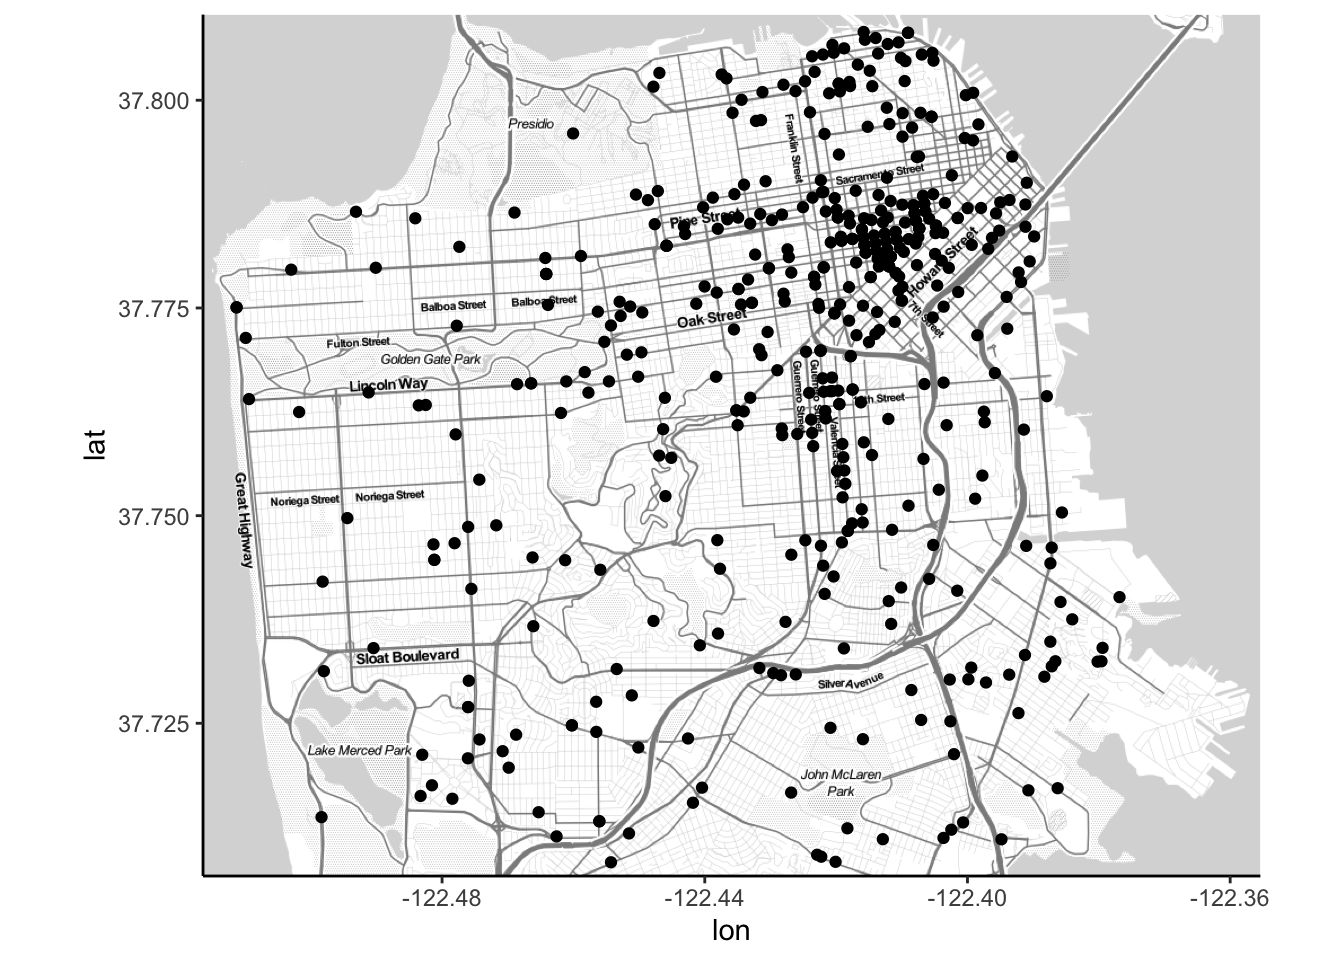 37.800
37.775
37.750
37.725
lat
-122.48
-122.44
-122.40
-122.36
lon
Presidio
Franklin Street
Sacramento Street
Pine Street
Howard Street
7th Street
Balboa Street
Balboa Street
Oak Street
Fulton Street
Golden Gate Park
Lincoln Way
Guerrero Street
Guerrero Street
Valencia Street
th Street
Great Highway
Noriega Street
Noriega Street
Sloat Boulevard
Silver Avenue
Lake Merced Park
John McLaren
Park